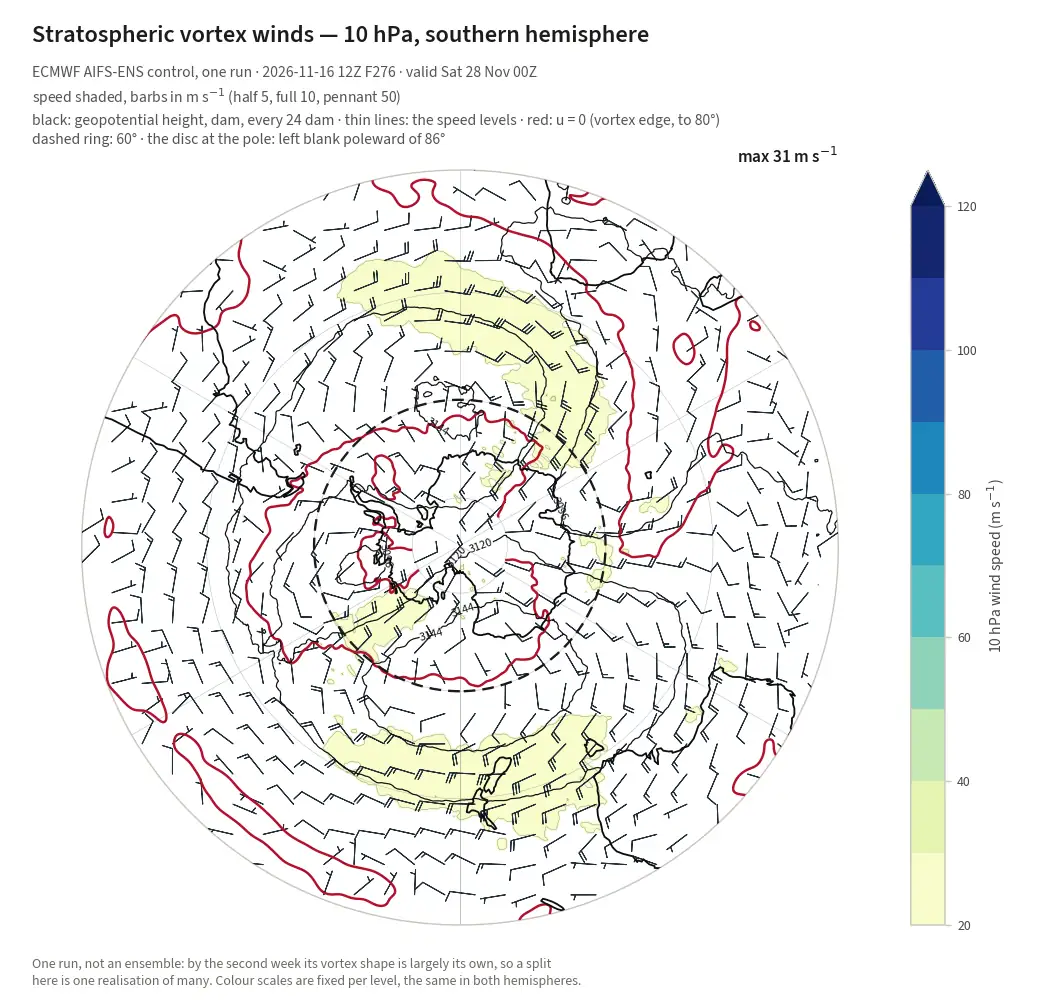 Stratospheric vortex winds — 10 hPa, southern hemisphere
ECMWF AIFS-ENS control, one run · 2026-11-16 12Z F276 · valid Sat 28 Nov 00Z
speed shaded, barbs in m s⁻¹ (half 5, full 10, pennant 50)
black: geopotential height, dam, every 24 dam · thin lines: the speed levels · red: u = 0 (vortex edge, to 80°)
dashed ring: 60° · the disc at the pole: left blank poleward of 86°
max 31 m s⁻¹
120
100
80
60
40
20
10 hPa wind speed (m s⁻¹)
3120
3120
3144
3144
One run, not an ensemble: by the second week its vortex shape is largely its own, so a split
here is one realisation of many. Colour scales are fixed per level, the same in both hemispheres.